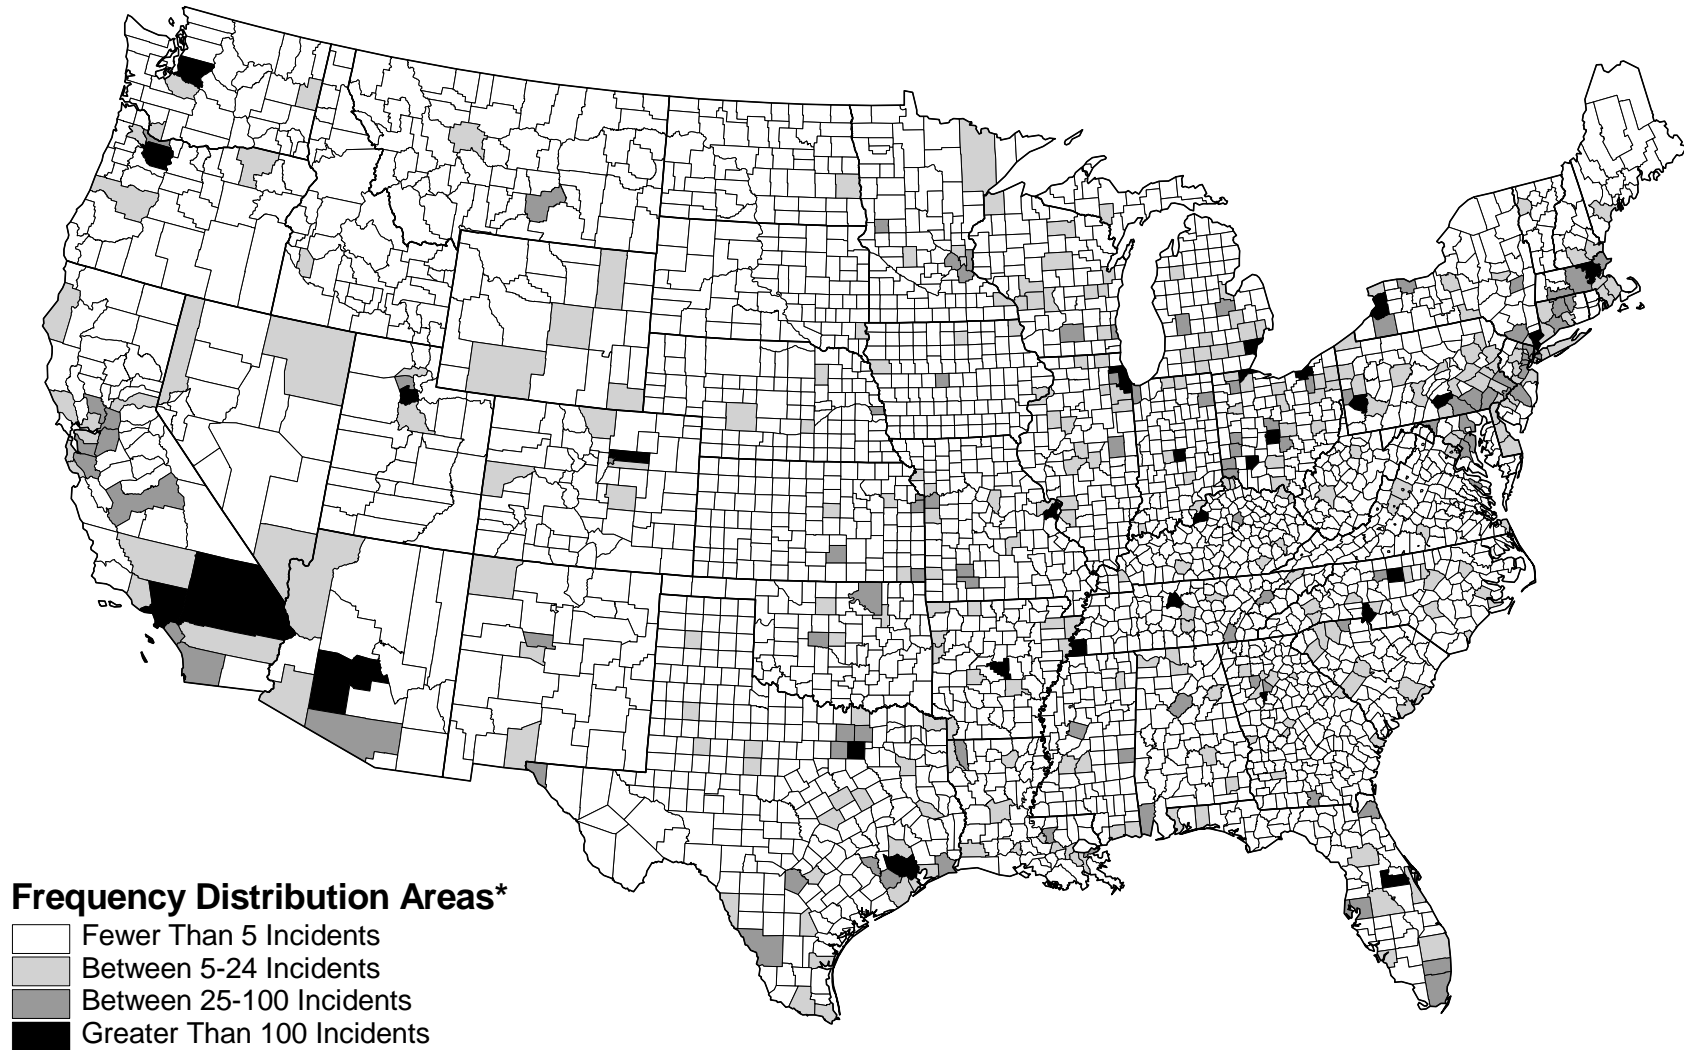 Frequency Distribution Areas*
Fewer Than 5 Incidents
Between 5-24 Incidents
Between 25-100 Incidents
Greater Than 100 Incidents